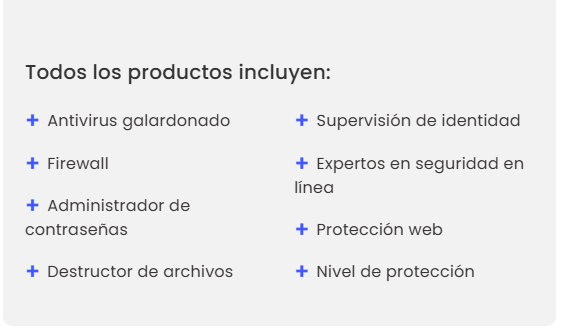 Todos los productos incluyen:
+ Antivirus galardonado
+ Firewall
+ Administrador de
contraseñas
+ Destructor de archivos
+ Supervisión de identidad
+ Expertos en seguridad en
línea
+ Protección web
+ Nivel de protección